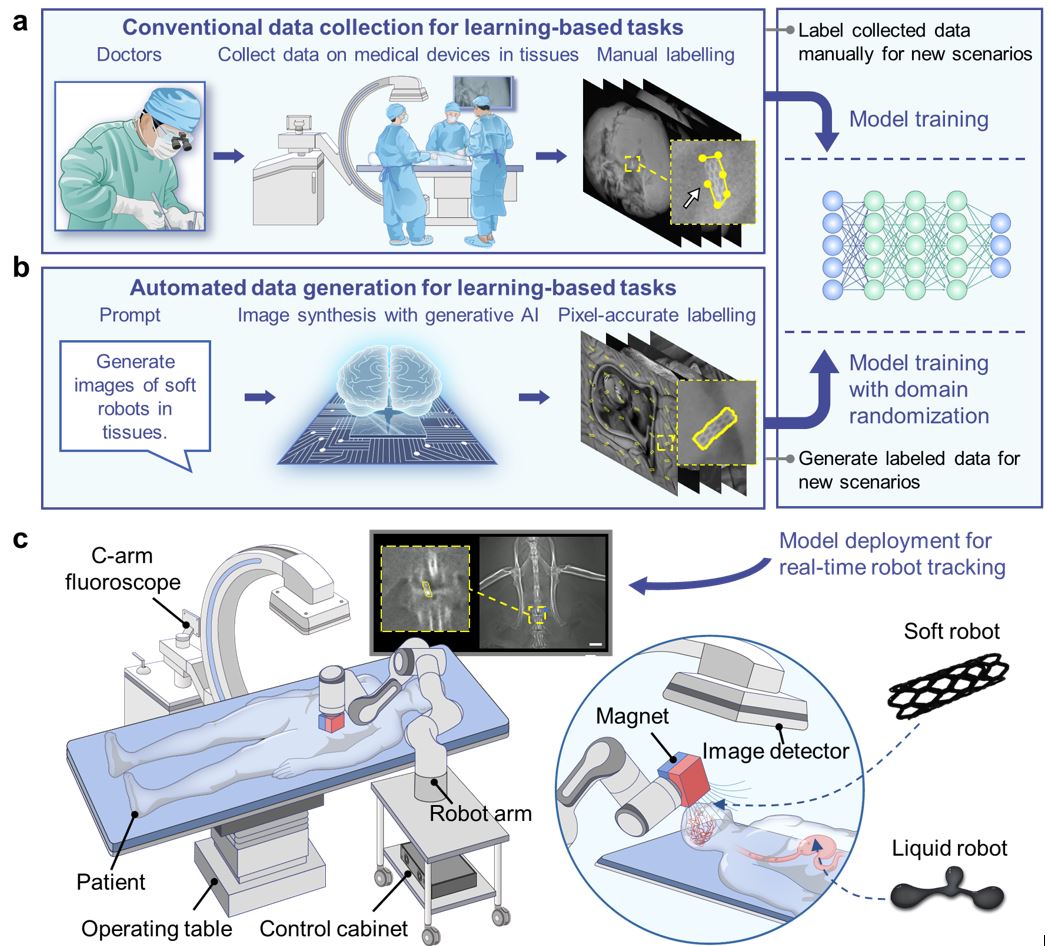 a
Conventional data collection for learning-based tasks
Doctors
Collect data on medical devices in tissues
Manual labelling
Label collected data
manually for new scenarios
Model training
b
Automated data generation for learning-based tasks
Prompt
Image synthesis with generative AI
Pixel-accurate labelling
Generate
images of soft
robots in
tissues.
Model training
with domain
randomization
Generate labeled data for
new scenarios
c
C-arm
fluoroscope
Model deployment for
real-time robot tracking
Soft robot
Magnet
Image detector
Robot arm
Patient
Operating table
Control cabinet
Liquid robot